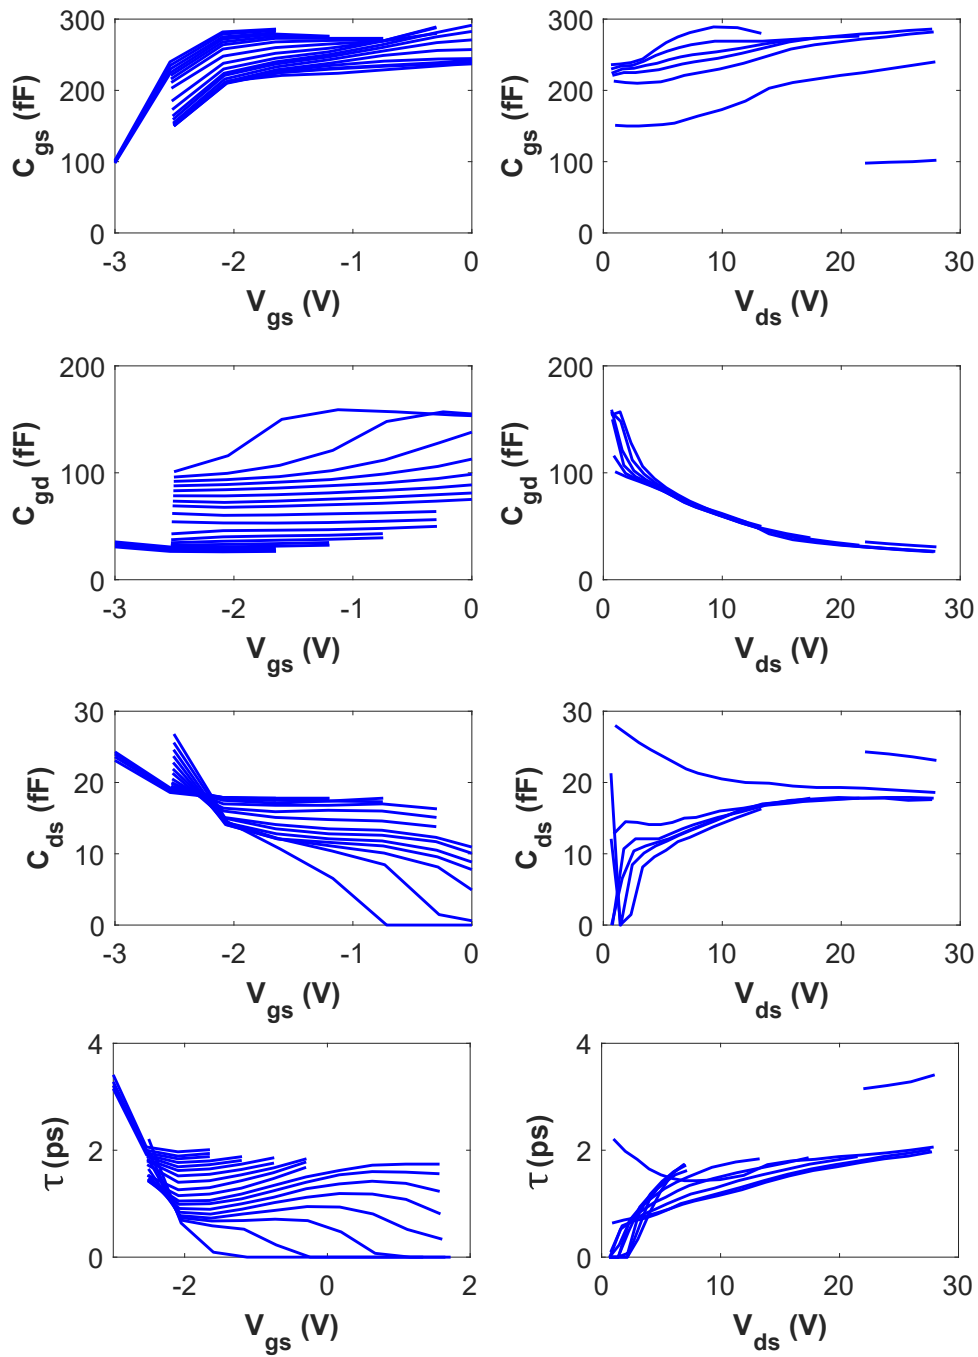 300
200
100
0
C_gs (fF)
-3 -2 -1 0
V_gs (V)
300
200
100
0
C_gs (fF)
0 10 20 30
V_ds (V)
200
100
0
C_gd (fF)
-3 -2 -1 0
V_gs (V)
200
100
0
C_gd (fF)
0 10 20 30
V_ds (V)
30
20
10
0
C_ds (fF)
-3 -2 -1 0
V_gs (V)
30
20
10
0
C_ds (fF)
0 10 20 30
V_ds (V)
4
2
0
τ (ps)
-2 0 2
V_gs (V)
4
2
0
τ (ps)
0 10 20 30
V_ds (V)